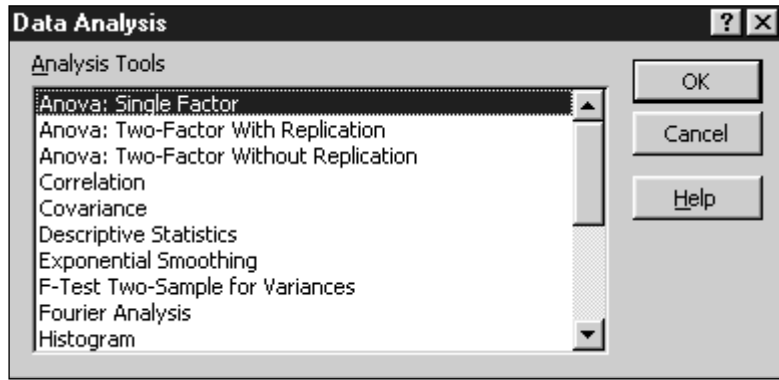 Data Analysis
Analysis Tools
Anova: Single Factor
Anova: Two-Factor With Replication
Anova: Two-Factor Without Replication
Correlation
Covariance
Descriptive Statistics
Exponential Smoothing
F-Test Two-Sample for Variances
Fourier Analysis
Histogram
OK
Cancel
Help